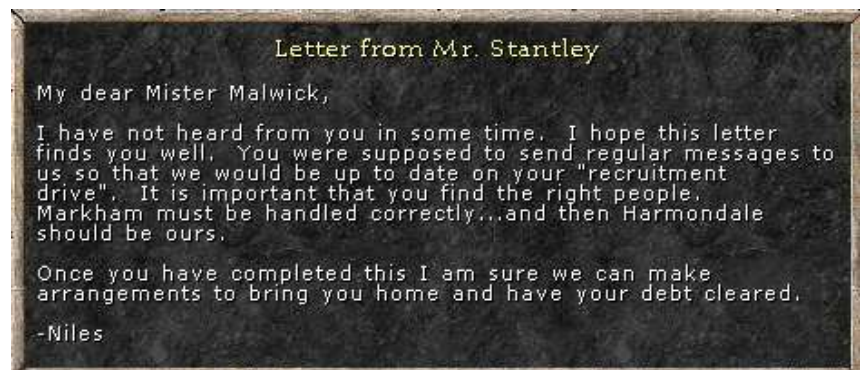 Letter from Mr. Stantley
My dear Mister Malwick,
I have not heard from you in some time.  I hope this letter
finds you well.  You were supposed to send regular messages to
us so that we would be up to date on your "recruitment
drive".  It is important that you find the right people.
Markham must be handled correctly...and then Harmondale
should be ours.
Once you have completed this I am sure we can make
arrangements to bring you home and have your debt cleared.
-Niles